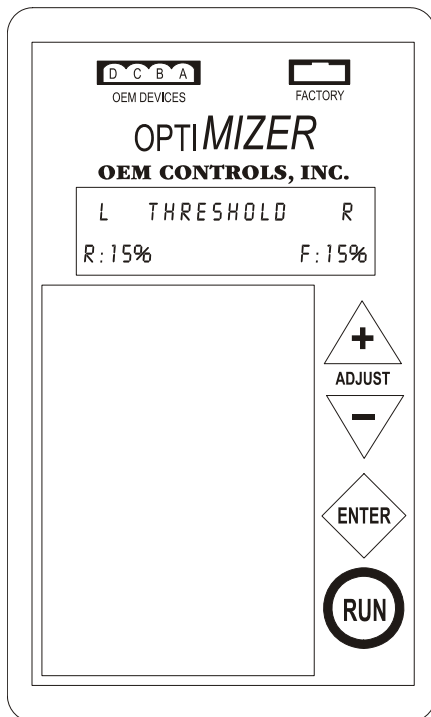 D C B A
OEM DEVICES
FACTORY
OPTIMIZER
OEM CONTROLS, INC.
L THRESHOLD R
R:15% F:15%
+
ADJUST
−
ENTER
RUN